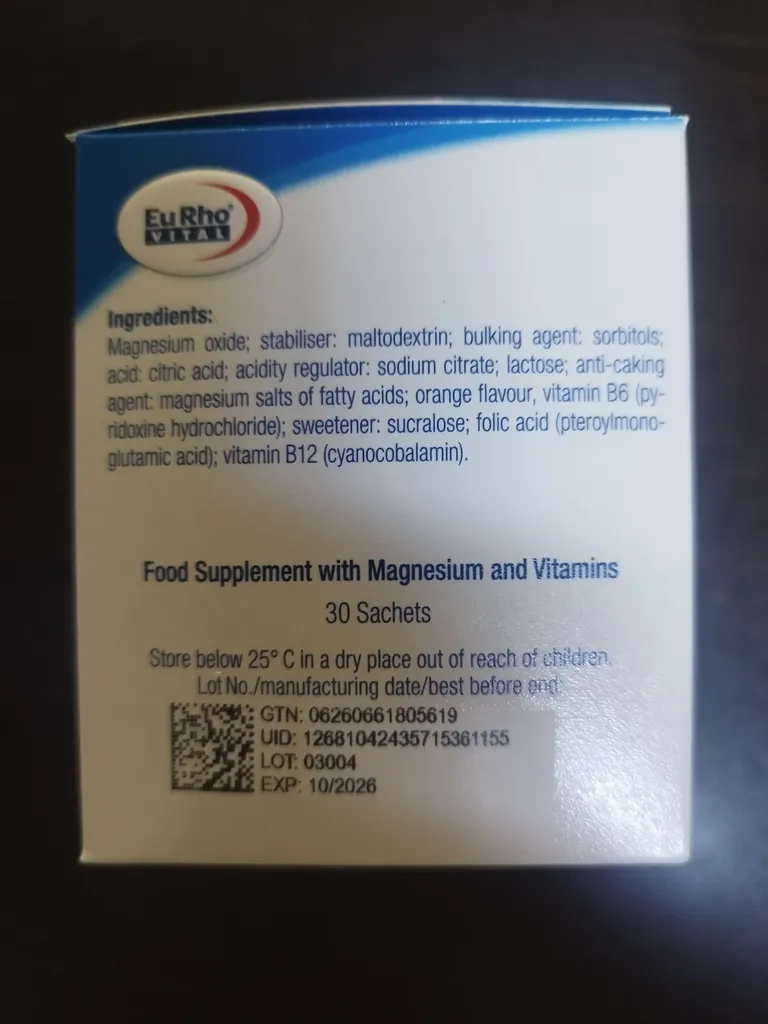 EuRho®
VITAL
Ingredients:
Magnesium oxide; stabiliser: maltodextrin; bulking agent: sorbitols;
acid: citric acid; acidity regulator: sodium citrate; lactose; anti-caking
agent: magnesium salts of fatty acids; orange flavour, vitamin B6 (py-
ridoxine hydrochloride); sweetener: sucralose; folic acid (pteroylmono-
glutamic acid); vitamin B12 (cyanocobalamin).
Food Supplement with Magnesium and Vitamins
30 Sachets
Store below 25° C in a dry place out of reach of children.
Lot No./manufacturing date/best before end:
GTN: 06260661805619
UID: 12681042435715361155
LOT: 03004
EXP: 10/2026